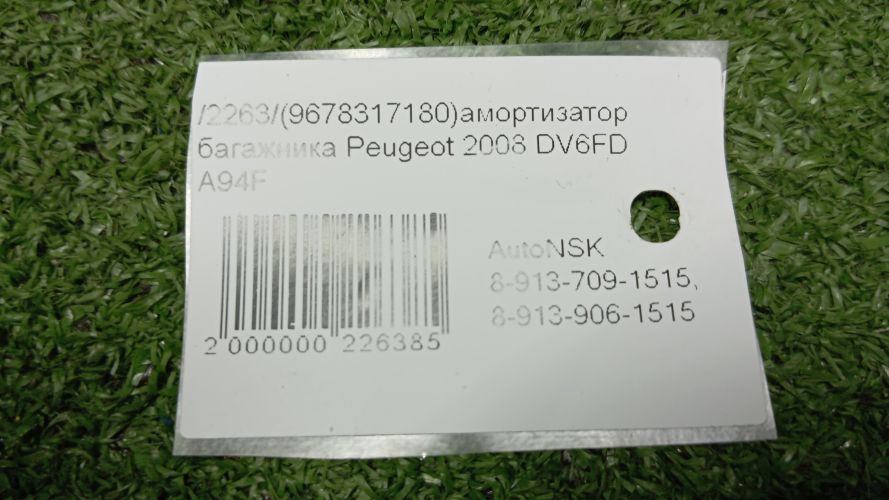 /2263/(9678317180)амортизатор
багажника Peugeot 2008 DV6FD
A94F
AutoNSK
8-913-709-1515,
8-913-906-1515
2 000000 226385